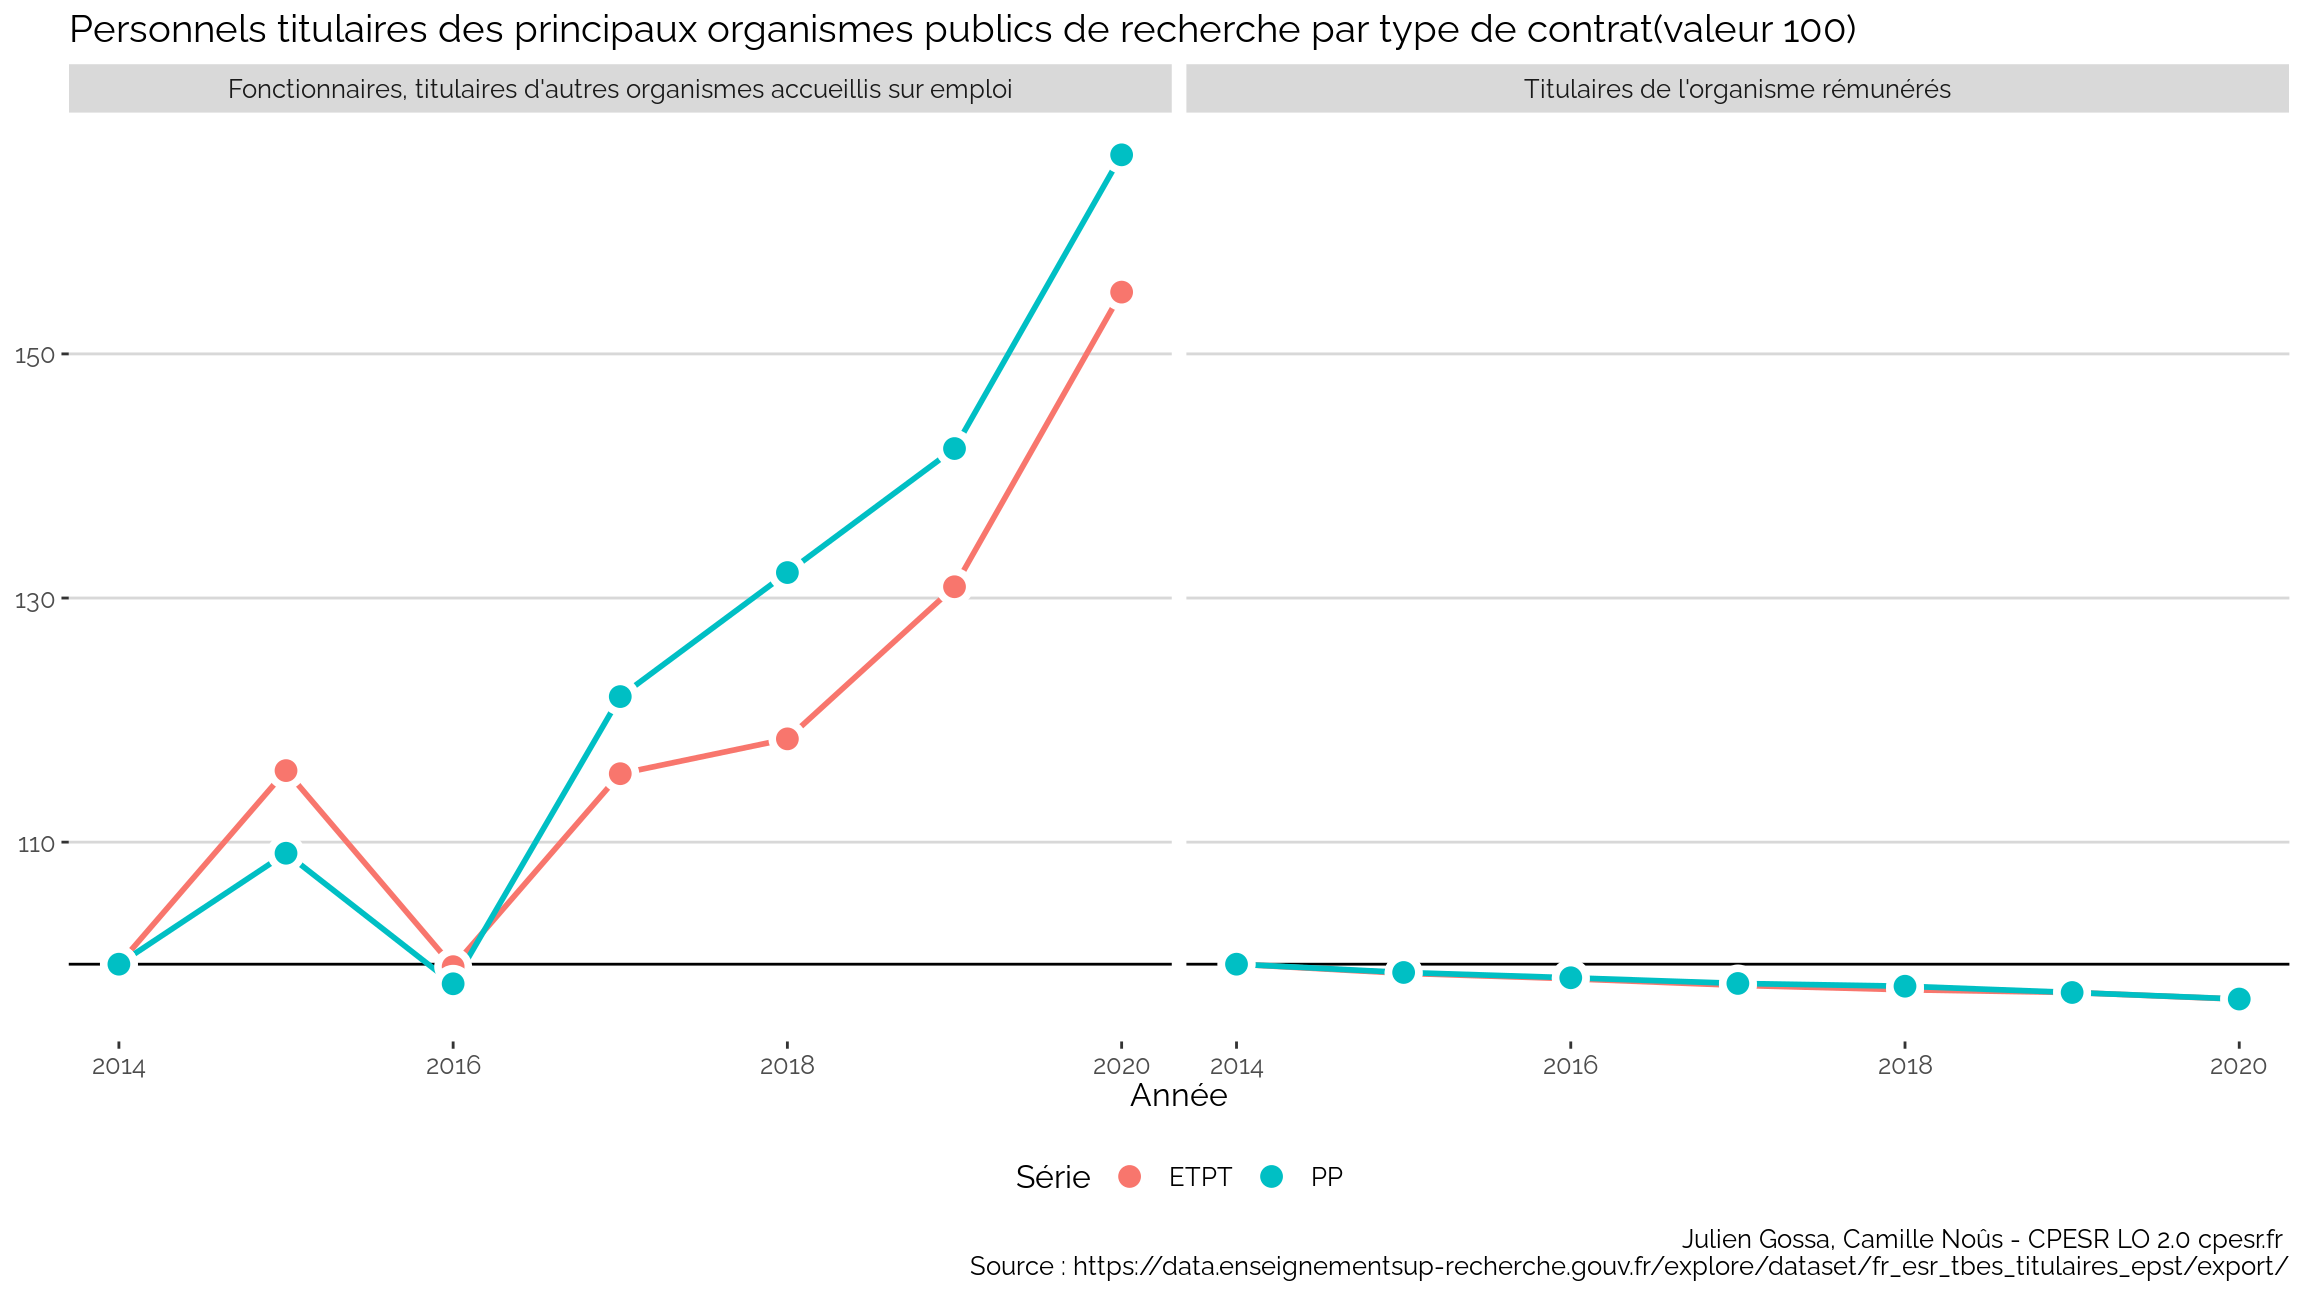 Personnels titulaires des principaux organismes publics de recherche par type de contrat(valeur 100)
Fonctionnaires, titulaires d'autres organismes accueillis sur emploi
Titulaires de l'organisme rémunérés
150
130
110
2014 2016 2018 2020 2014 2016 2018 2020
Année
Série ETPT PP
Julien Gossa, Camille Noûs - CPESR LO 2.0 cpesr.fr
Source : https://data.enseignementsup-recherche.gouv.fr/explore/dataset/fr_esr_tbes_titulaires_epst/export/